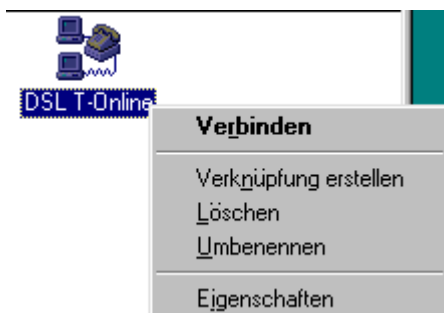 DSL T-Online
Verbinden
Verknüpfung erstellen
Löschen
Umbenennen
Eigenschaften